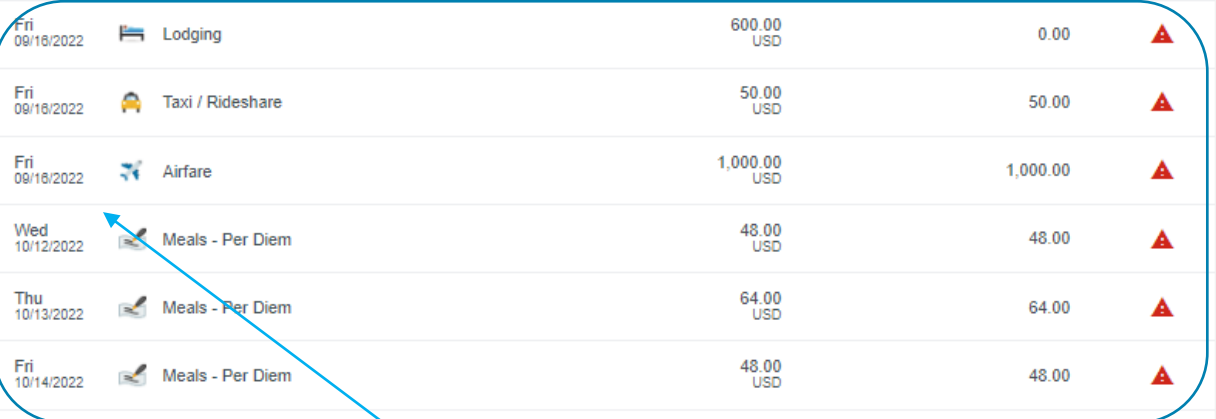 Fri
09/16/2022
Lodging
600.00
USD
0.00
Fri
09/16/2022
Taxi / Rideshare
50.00
USD
50.00
Fri
09/16/2022
Airfare
1,000.00
USD
1,000.00
Wed
10/12/2022
Meals - Per Diem
48.00
USD
48.00
Thu
10/13/2022
Meals - Per Diem
64.00
USD
64.00
Fri
10/14/2022
Meals - Per Diem
48.00
USD
48.00